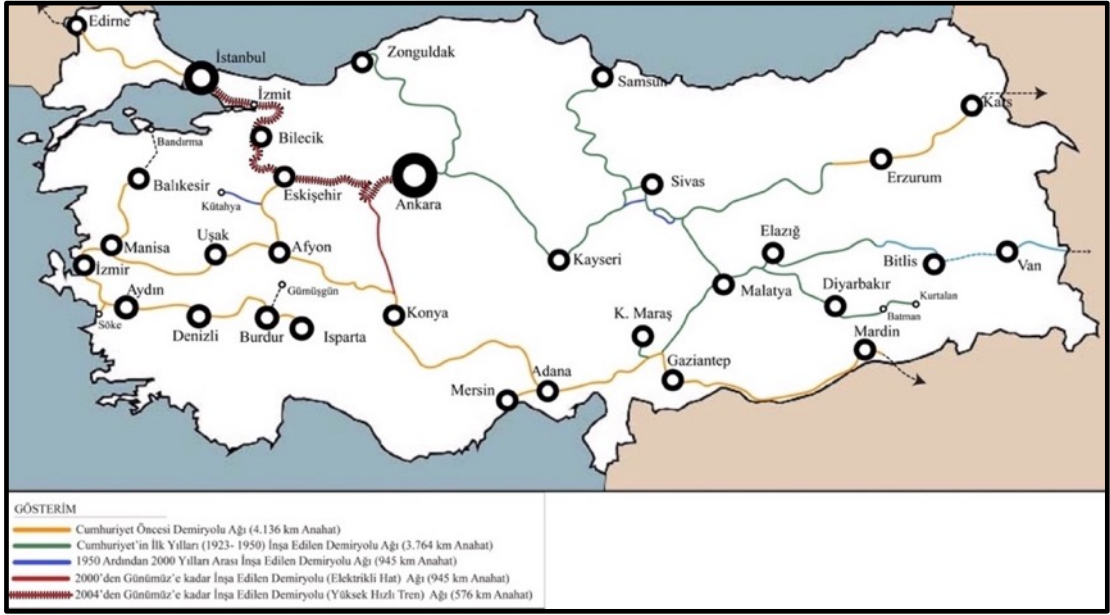 Edirne
İstanbul
Zonguldak
Samsun
Kars
İzmit
Bilecik
Bandırma
Balıkesir
Eskişehir
Ankara
Sivas
Erzurum
Kütahya
Manisa
Uşak
Afyon
Kayseri
Elazığ
Bitlis
Van
İzmir
Malatya
Diyarbakır
Kurtalan
Batman
Aydın
Gümüşgün
Söke
Denizli
Burdur
Isparta
Konya
K. Maraş
Mardin
Gaziantep
Adana
Mersin
GÖSTERİM
Cumhuriyet Öncesi Demiryolu Ağı (4.136 km Anahat)
Cumhuriyet'in İlk Yılları (1923- 1950) İnşa Edilen Demiryolu Ağı (3.764 km Anahat)
1950 Ardından 2000 Yılları Arası İnşa Edilen Demiryolu Ağı (945 km Anahat)
2000'den Günümüz'e kadar İnşa Edilen Demiryolu (Elektrikli Hat) Ağı (945 km Anahat)
2004'den Günümüz'e kadar İnşa Edilen Demiryolu (Yüksek Hızlı Tren) Ağı (576 km Anahat)